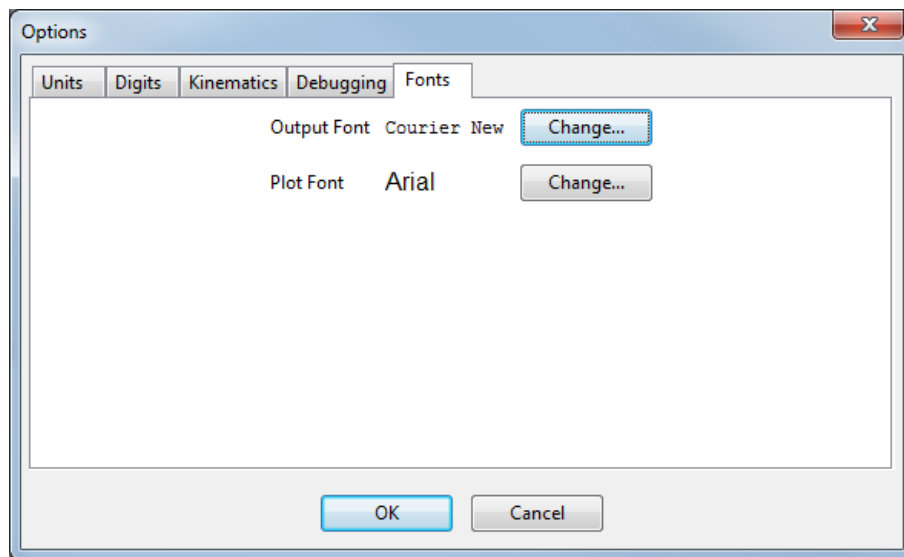 Options
Units Digits Kinematics Debugging Fonts
Output Font Courier New Change...
Plot Font Arial Change...
OK Cancel